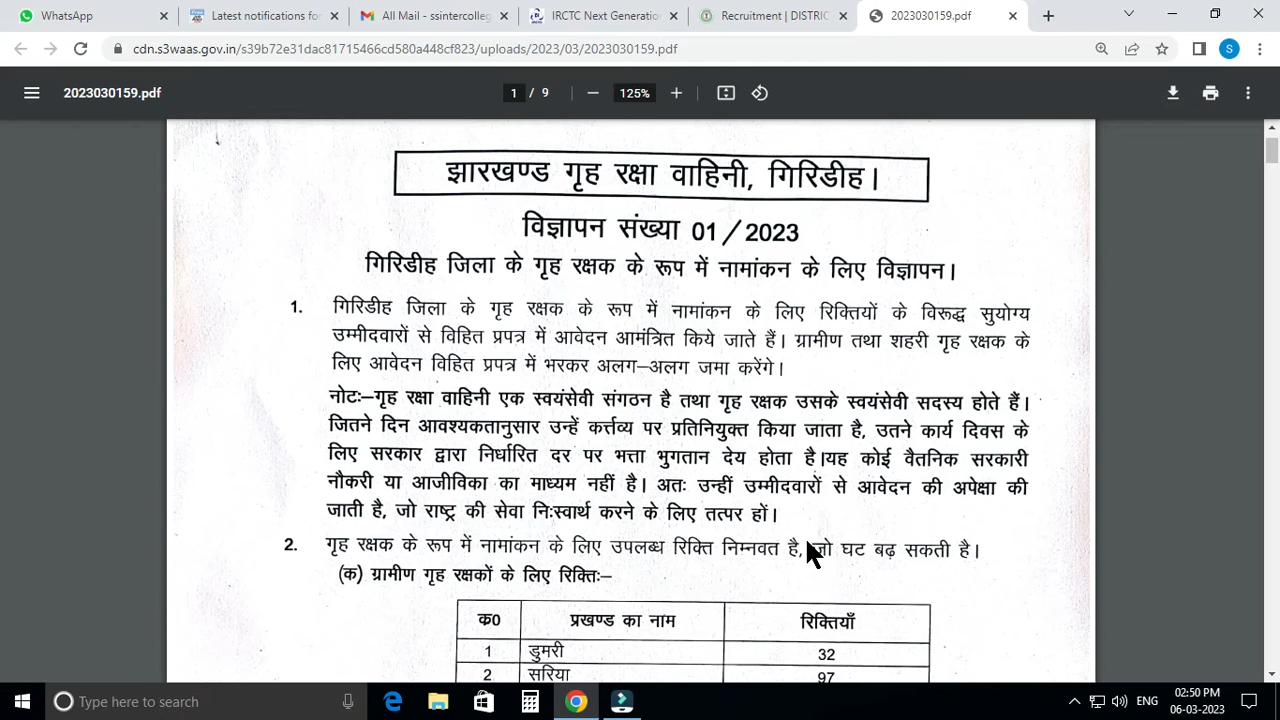 WhatsApp
Latest notifications for
All Mail - ssintercolleg
IRCTC Next Generation
Recruitment | DISTRIC
2023030159.pdf
cdn.s3waas.gov.in/s39b72e31dac81715466cd580a448cf823/uploads/2023/03/2023030159.pdf
S
2023030159.pdf
1 / 9
125%
झारखण्ड गृह रक्षा वाहिनी, गिरिडीह।
विज्ञापन संख्या 01/2023
गिरिडीह जिला के गृह रक्षक के रूप में नामांकन के लिए विज्ञापन।
1. गिरिडीह जिला के गृह रक्षक के रूप में नामांकन के लिए रिक्तियों के विरूद्ध सुयोग्य
उम्मीदवारों से विहित प्रपत्र में आवेदन आमंत्रित किये जाते हैं। ग्रामीण तथा शहरी गृह रक्षक के
लिए आवेदन विहित प्रपत्र में भरकर अलग–अलग जमा करेंगे।
नोटः–गृह रक्षा वाहिनी एक स्वयंसेवी संगठन है तथा गृह रक्षक उसके स्वयंसेवी सदस्य होते हैं।
जितने दिन आवश्यकतानुसार उन्हें कर्त्तव्य पर प्रतिनियुक्त किया जाता है, उतने कार्य दिवस के
लिए सरकार द्वारा निर्धारित दर पर भत्ता भुगतान देय होता है।यह कोई वैतनिक सरकारी
नौकरी या आजीविका का माध्यम नहीं है। अतः उन्हीं उम्मीदवारों से आवेदन की अपेक्षा की
जाती है, जो राष्ट्र की सेवा निःस्वार्थ करने के लिए तत्पर हों।
2. गृह रक्षक के रूप में नामांकन के लिए उपलब्ध रिक्ति निम्नवत है, जो घट बढ़ सकती है।
(क) ग्रामीण गृह रक्षकों के लिए रिक्तिः–
क0 प्रखण्ड का नाम रिक्तियाँ
1 डुमरी 32
2 सरिया 97
Type here to search
ENG
02:50 PM
06-03-2023